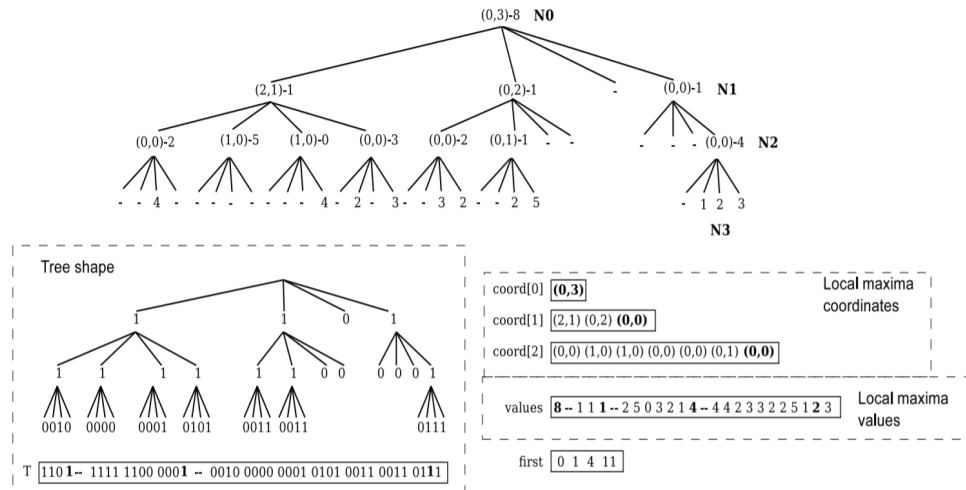 (0,3)-8 N0
(2,1)-1 (0,2)-1 - (0,0)-1 N1
(0,0)-2 (1,0)-5 (1,0)-0 (0,0)-3 (0,0)-2 (0,1)-1 - - - - - (0,0)-4 N2
- - 4 - - - - - - - - 4 - 2 - 3 - - 3 2 - - 2 5 - 1 2 3
N3
Tree shape
1 1 0 1
1 1 1 1 1 1 0 0 0 0 0 1
0010 0000 0001 0101 0011 0011 0111
T 1101-- 1111 1100 0001 -- 0010 0000 0001 0101 0011 0011 0111
Local maxima
coordinates
coord[0] (0,3)
coord[1] (2,1) (0,2) (0,0)
coord[2] (0,0) (1,0) (1,0) (0,0) (0,0) (0,1) (0,0)
Local maxima
values
values 8 -- 1 1 1 -- 2 5 0 3 2 1 4 -- 4 4 2 3 3 2 2 5 1 2 3
first 0 1 4 11